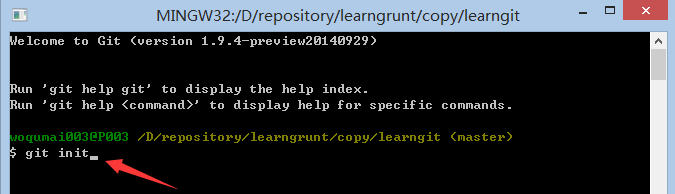 MINGW32:/D/repository/learngrunt/copy/learngit
Welcome to Git (version 1.9.4-preview20140929)
Run 'git help git' to display the help index.
Run 'git help <command>' to display help for specific commands.
woqumai003@P003 /D/repository/learngrunt/copy/learngit (master)
$ git init